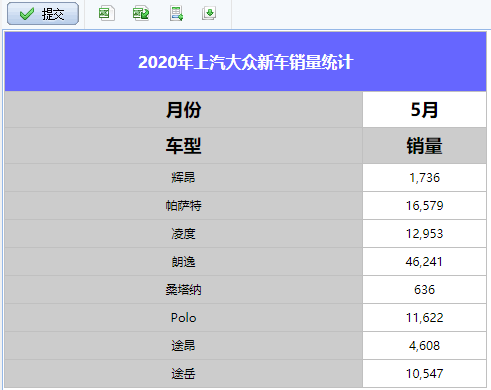 提交
2020年上汽大众新车销量统计
月份 5月
车型 销量
辉昂 1,736
帕萨特 16,579
凌度 12,953
朗逸 46,241
桑塔纳 636
Polo 11,622
途昂 4,608
途岳 10,547